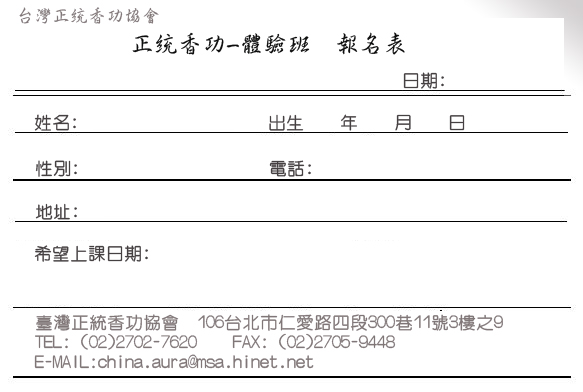 台灣正統香功協會
正統香功—體驗班 報名表
日期:
姓名: 出生 年 月 日
性別: 電話:
地址:
希望上課日期:
臺灣正統香功協會 106台北市仁愛路四段300巷11號3樓之9
TEL: (02)2702-7620 FAX: (02)2705-9448
E-MAIL:china.aura@msa.hinet.net